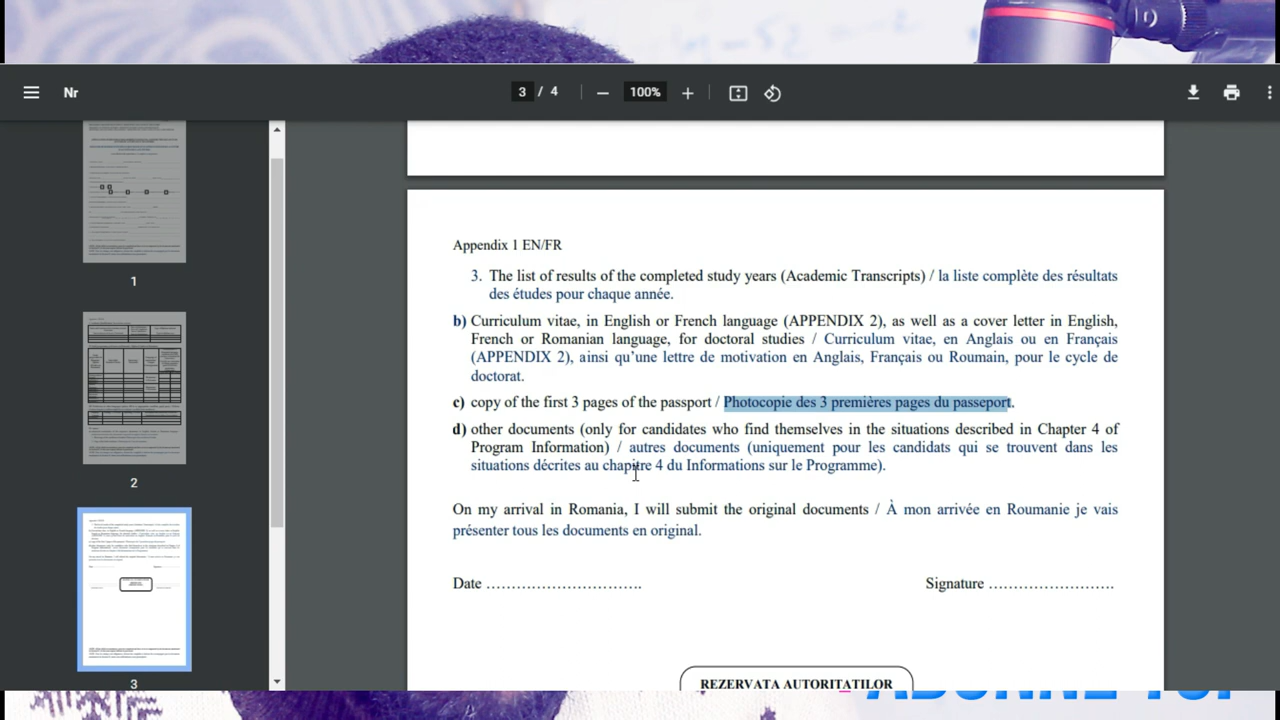 Nr
3 / 4
100%
1
2
3
Appendix 1 EN/FR
3. The list of results of the completed study years (Academic Transcripts) / la liste complète des résultats
des études pour chaque année.
b) Curriculum vitae, in English or French language (APPENDIX 2), as well as a cover letter in English,
French or Romanian language, for doctoral studies / Curriculum vitae, en Anglais ou en Français
(APPENDIX 2), ainsi qu'une lettre de motivation en Anglais, Français ou Roumain, pour le cycle de
doctorat.
c) copy of the first 3 pages of the passport / Photocopie des 3 premières pages du passeport.
d) other documents (only for candidates who find themselves in the situations described in Chapter 4 of
Program Information) / autres documents (uniquement pour les candidats qui se trouvent dans les
situations décrites au chapitre 4 du Informations sur le Programme).
On my arrival in Romania, I will submit the original documents / À mon arrivée en Roumanie je vais
présenter tous les documents en original.
Date ……………………………. Signature …………………………
REZERVATA AUTORITATILOR
ABONNE TOI